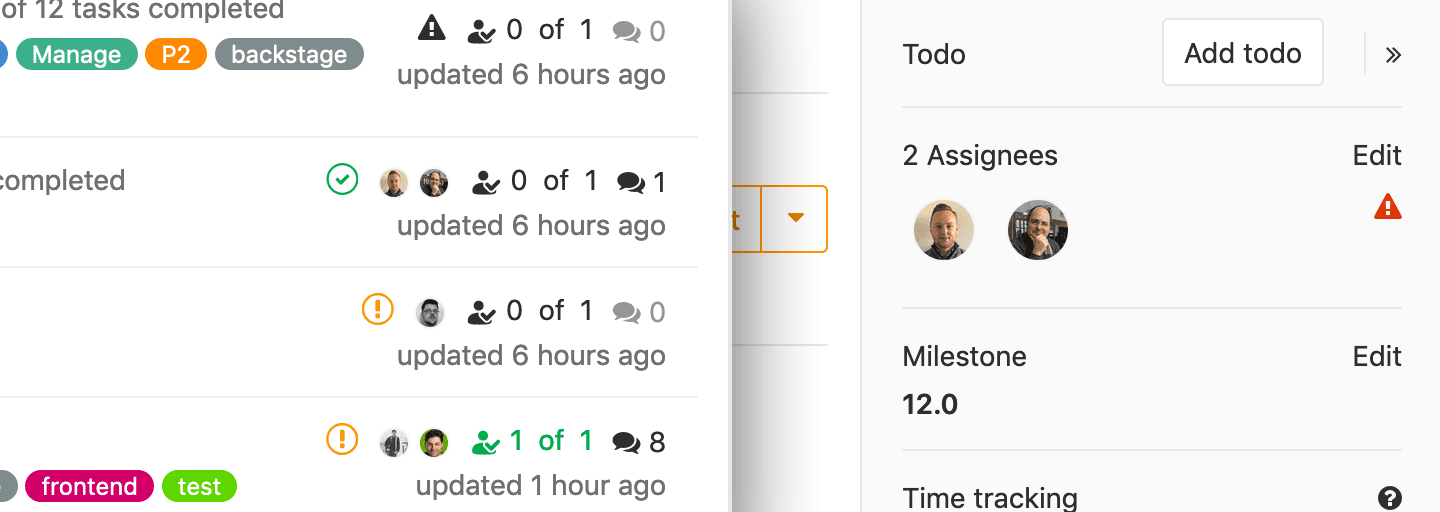 of 12 tasks completed
0 of 1 0
Manage P2 backstage
updated 6 hours ago
completed
0 of 1 1
updated 6 hours ago
0 of 1 0
updated 6 hours ago
1 of 1 8
frontend test
updated 1 hour ago
t
Todo
Add todo
2 Assignees
Edit
Milestone
Edit
12.0
Time tracking